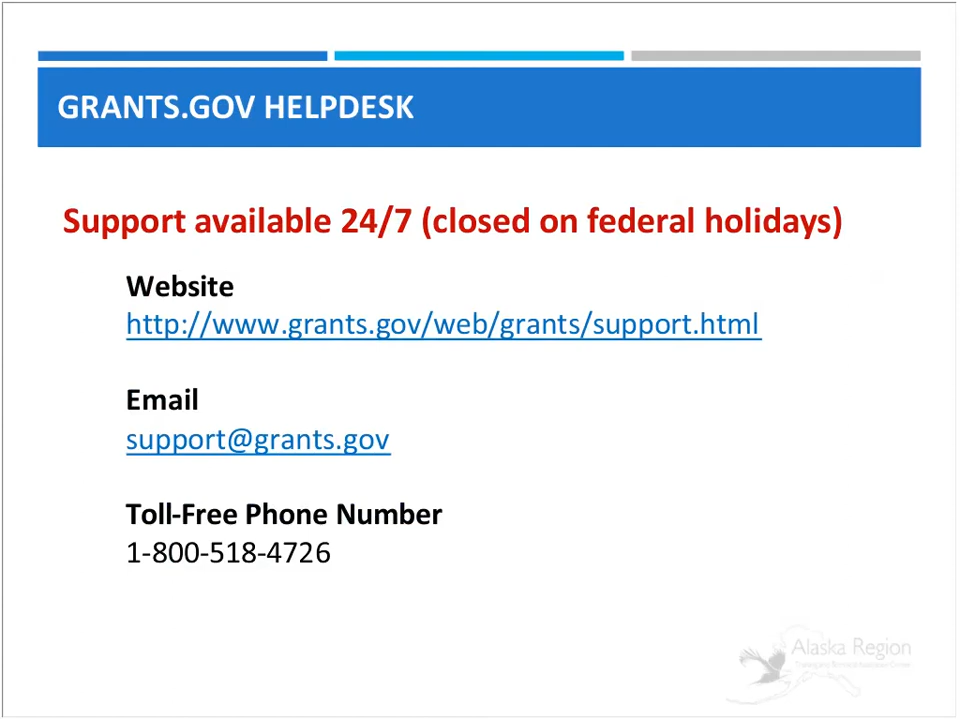 GRANTS.GOV HELPDESK
Support available 24/7 (closed on federal holidays)
Website
http://www.grants.gov/web/grants/support.html
Email
support@grants.gov
Toll-Free Phone Number
1-800-518-4726
Alaska Region